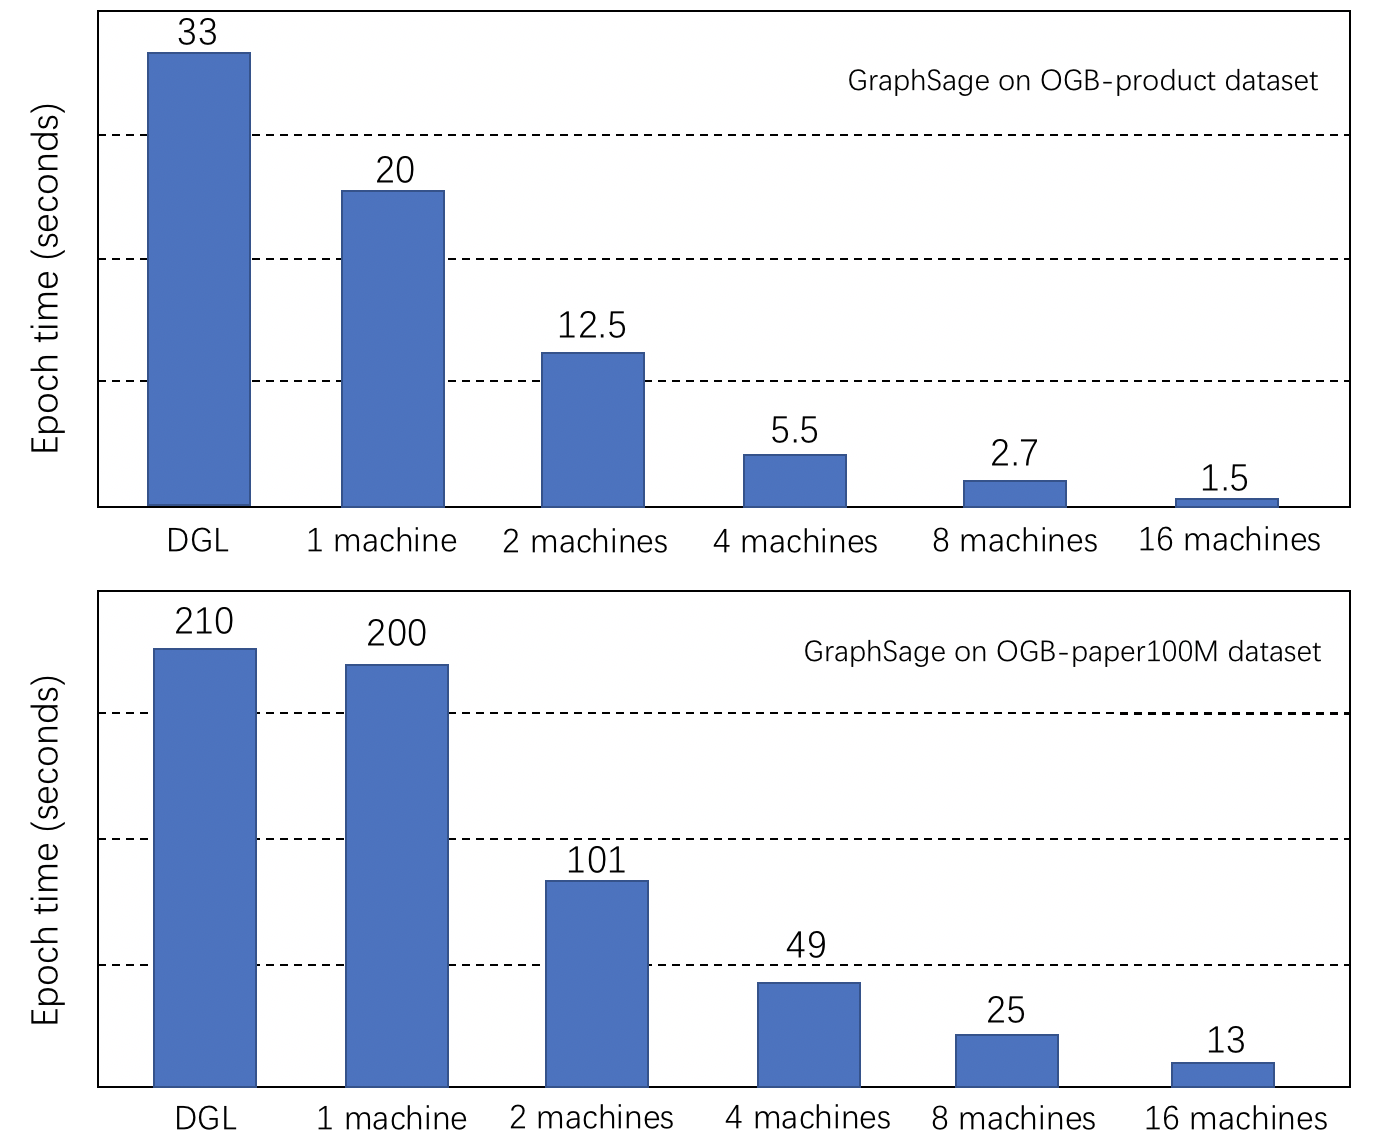 33
GraphSage on OGB-product dataset
20
12.5
5.5
2.7
1.5
Epoch time (seconds)
DGL
1 machine
2 machines
4 machines
8 machines
16 machines
210
200
GraphSage on OGB-paper100M dataset
101
49
25
13
Epoch time (seconds)
DGL
1 machine
2 machines
4 machines
8 machines
16 machines